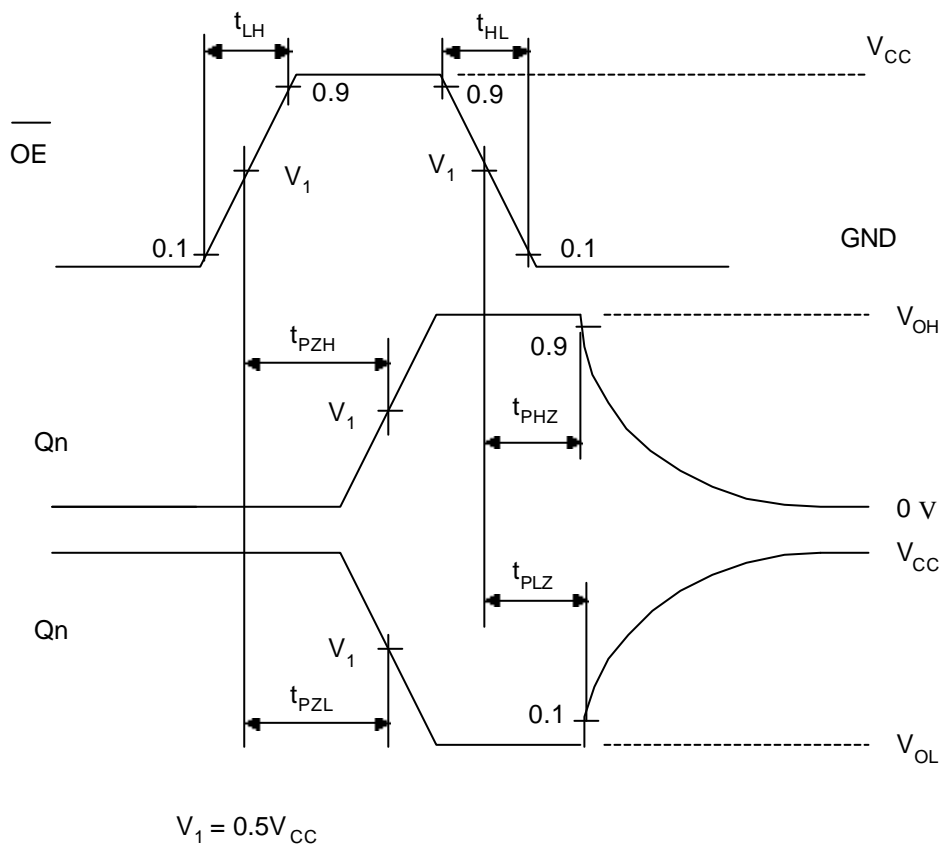 t_LH
t_HL
V_CC
0.9
0.9
O̅E̅
V_1
V_1
0.1
0.1
GND
V_OH
t_PZH
0.9
V_1
t_PHZ
Qn
0 V
V_CC
t_PLZ
Qn
V_1
t_PZL
0.1
V_OL
V_1 = 0.5V_CC